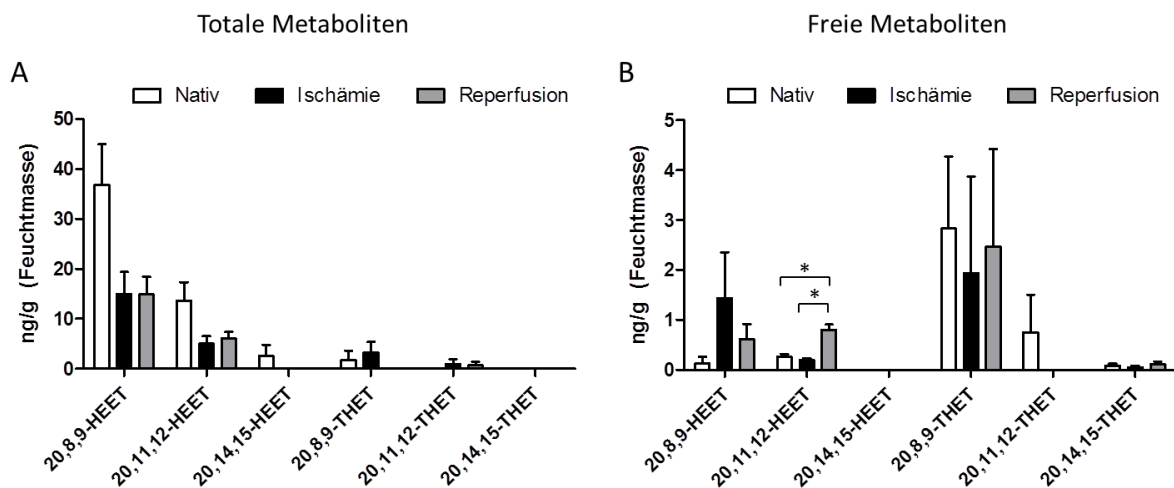 Totale Metaboliten
A
Nativ Ischämie Reperfusion
50
40
30
20
10
0
ng/g (Feuchtmasse)
20,8,9-HEET
20,11,12-HEET
20,14,15-HEET
20,8,9-THET
20,11,12-THET
20,14,15-THET
Freie Metaboliten
B
Nativ Ischämie Reperfusion
5
4
3
2
1
0
ng/g (Feuchtmasse)
*
*
20,8,9-HEET
20,11,12-HEET
20,14,15-HEET
20,8,9-THET
20,11,12-THET
20,14,15-THET